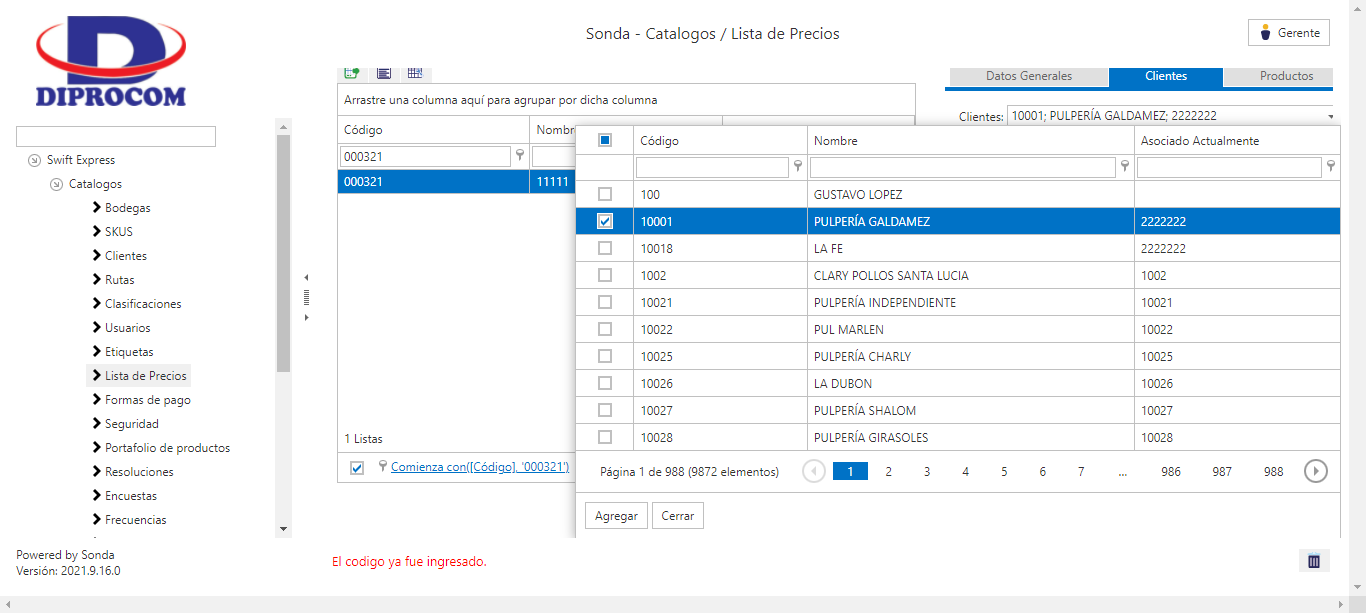 DIPROCOM
Sonda - Catalogos / Lista de Precios
Gerente
Swift Express
Catalogos
Bodegas
SKUS
Clientes
Rutas
Clasificaciones
Usuarios
Etiquetas
Lista de Precios
Formas de pago
Seguridad
Portafolio de productos
Resoluciones
Encuestas
Frecuencias
Powered by Sonda
Versión: 2021.9.16.0
Arrastre una columna aquí para agrupar por dicha columna
Código Nombre
000321
000321 11111
1 Listas
Comienza con([Código], '000321')
El codigo ya fue ingresado.
Datos Generales Clientes Productos
Clientes: 10001; PULPERÍA GALDAMEZ; 2222222
Código Nombre Asociado Actualmente
100 GUSTAVO LOPEZ
10001 PULPERÍA GALDAMEZ 2222222
10018 LA FE 2222222
1002 CLARY POLLOS SANTA LUCIA 1002
10021 PULPERÍA INDEPENDIENTE 10021
10022 PUL MARLEN 10022
10025 PULPERÍA CHARLY 10025
10026 LA DUBON 10026
10027 PULPERÍA SHALOM 10027
10028 PULPERÍA GIRASOLES 10028
Página 1 de 988 (9872 elementos) 1 2 3 4 5 6 7 ... 986 987 988
Agregar Cerrar